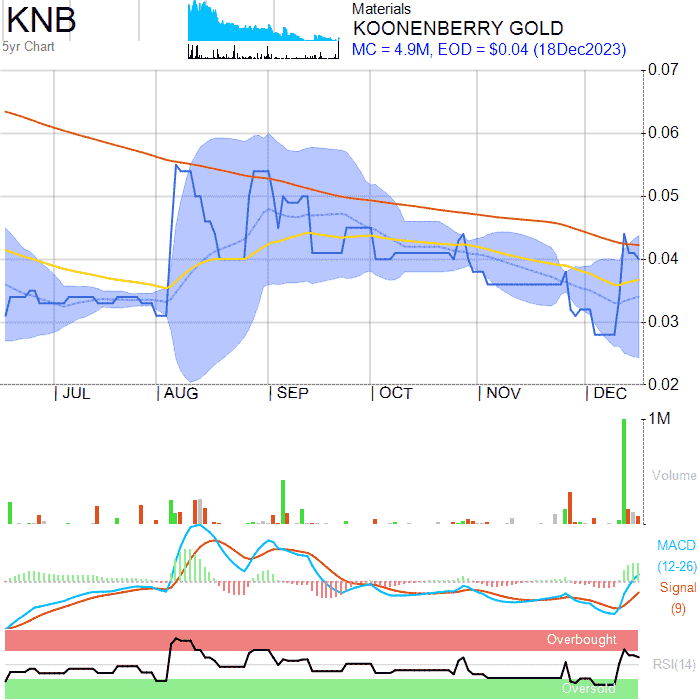 KNB
5yr Chart
Materials
KOONENBERRY GOLD
MC = 4.9M, EOD = $0.04 (18Dec2023)
0.07
0.06
0.05
0.04
0.03
0.02
JUL AUG SEP OCT NOV DEC
1M
Volume
MACD
(12-26)
Signal
(9)
Overbought
RSI(14)
Oversold